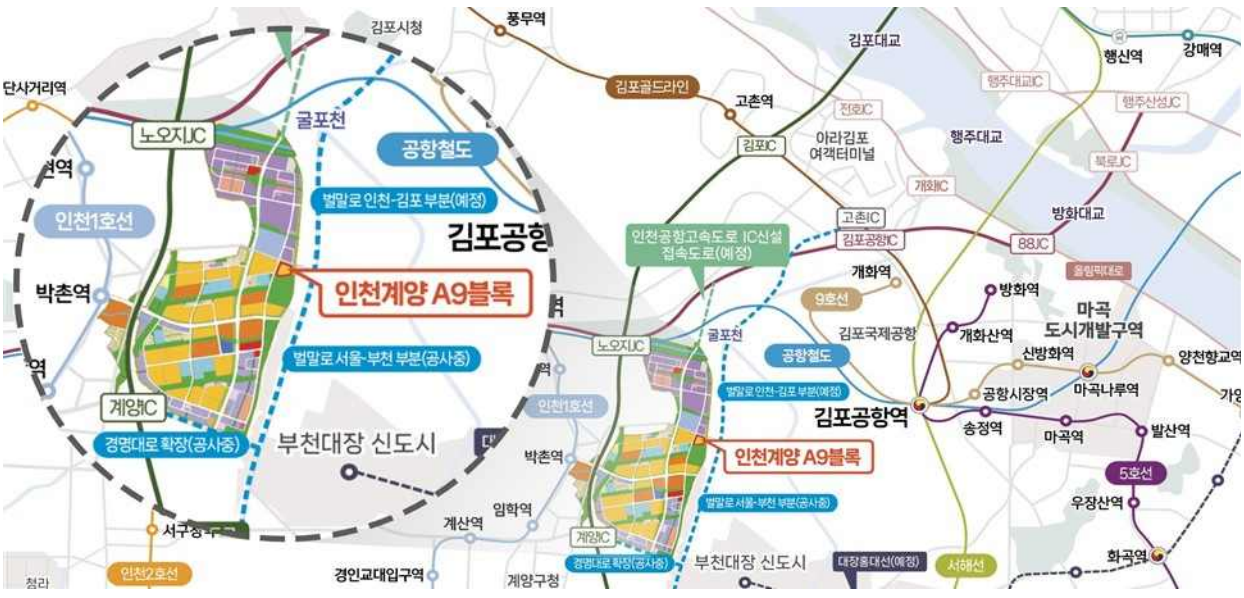 김포시청
단사거리역
노오지JC
굴포천
공항철도
벌말로 인천-김포 부분(예정)
인천1호선
김포공항
박촌역
인천계양 A9블록
벌말로 서울-부천 부분(공사중)
계양IC
경명대로 확장(공사중)
부천대장 신도시
인천2호선
청라
풍무역
김포골드라인
고촌역
김포대교
김포IC
전호IC
아라김포
여객터미널
개화IC
행주대교
행신역
강매역
행주대교IC
행주산성JC
북로JC
방화대교
고촌IC
김포공항IC
88JC
올림픽대로
인천공항고속도로 IC신설
접속도로(예정)
개화역
9호선
방화역
개화산역
김포국제공항
마곡
도시개발구역
신방화역
양천향교역
공항시장역
마곡나루역
김포공항역
송정역
마곡역
발산역
5호선
우장산역
화곡역
서해선
대장홍대선(예정)
노오지JC
굴포천
공항철도
벌말로 인천-김포 부분(예정)
인천1호선
박촌역
인천계양 A9블록
벌말로 서울-부천 부분(공사중)
임학역
계산역
계양IC
경명대로 확장(공사중)
부천대장 신도시
경인교대입구역
계양구청